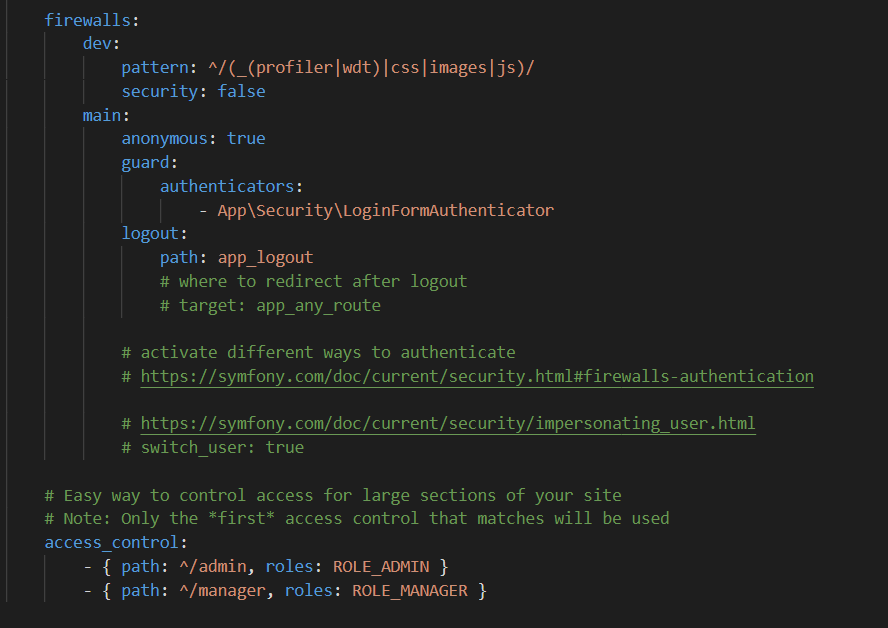 firewalls:
dev:
pattern: ^/(_(profiler|wdt)|css|images|js)/
security: false
main:
anonymous: true
guard:
authenticators:
- App\Security\LoginFormAuthenticator
logout:
path: app_logout
# where to redirect after logout
# target: app_any_route
# activate different ways to authenticate
# https://symfony.com/doc/current/security.html#firewalls-authentication
# https://symfony.com/doc/current/security/impersonating_user.html
# switch_user: true
# Easy way to control access for large sections of your site
# Note: Only the *first* access control that matches will be used
access_control:
- { path: ^/admin, roles: ROLE_ADMIN }
- { path: ^/manager, roles: ROLE_MANAGER }